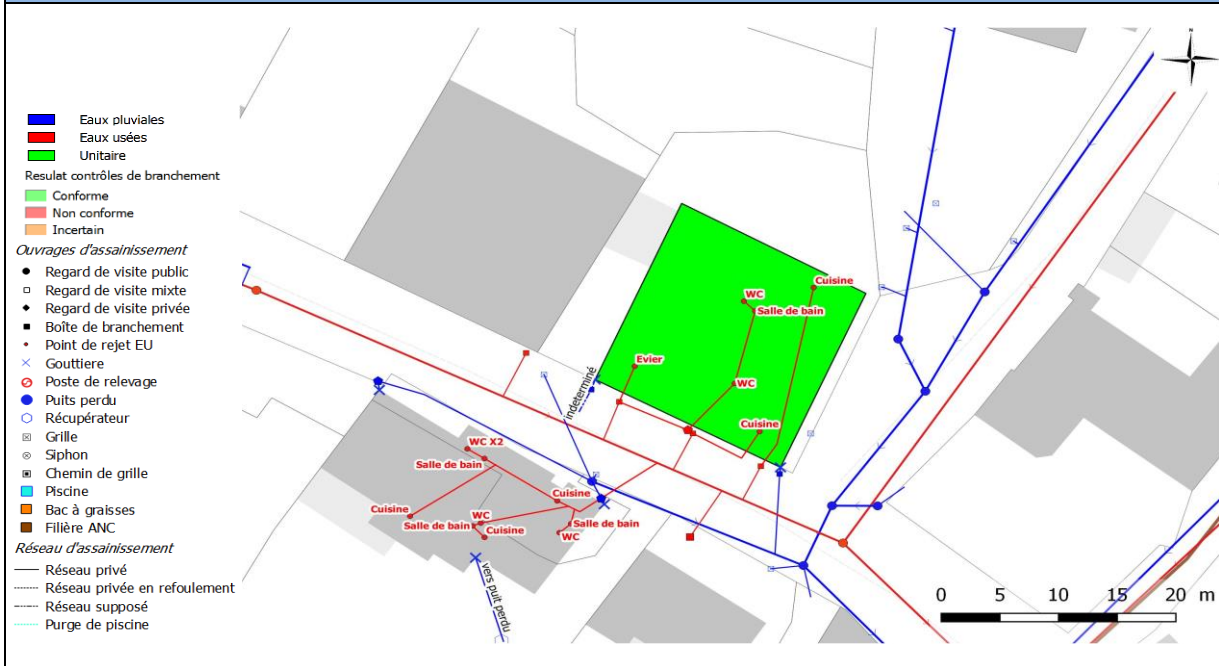 N
Eaux pluviales
Eaux usées
Unitaire
Resulat contrôles de branchement
Conforme
Non conforme
Incertain
Ouvrages d'assainissement
Regard de visite public
Regard de visite mixte
Regard de visite privée
Boîte de branchement
Point de rejet EU
Gouttiere
Poste de relevage
Puits perdu
Récupérateur
Grille
Siphon
Chemin de grille
Piscine
Bac à graisses
Filière ANC
Réseau d'assainissement
Réseau privé
Réseau privée en refoulement
Réseau supposé
Purge de piscine
Cuisine
WC
Salle de bain
Evier
indeterminé
WC
Cuisine
WC X2
Salle de bain
Cuisine
Cuisine
WC
Salle de bain
Cuisine
Salle de bain
WC
vers puit perdu
0 5 10 15 20 m